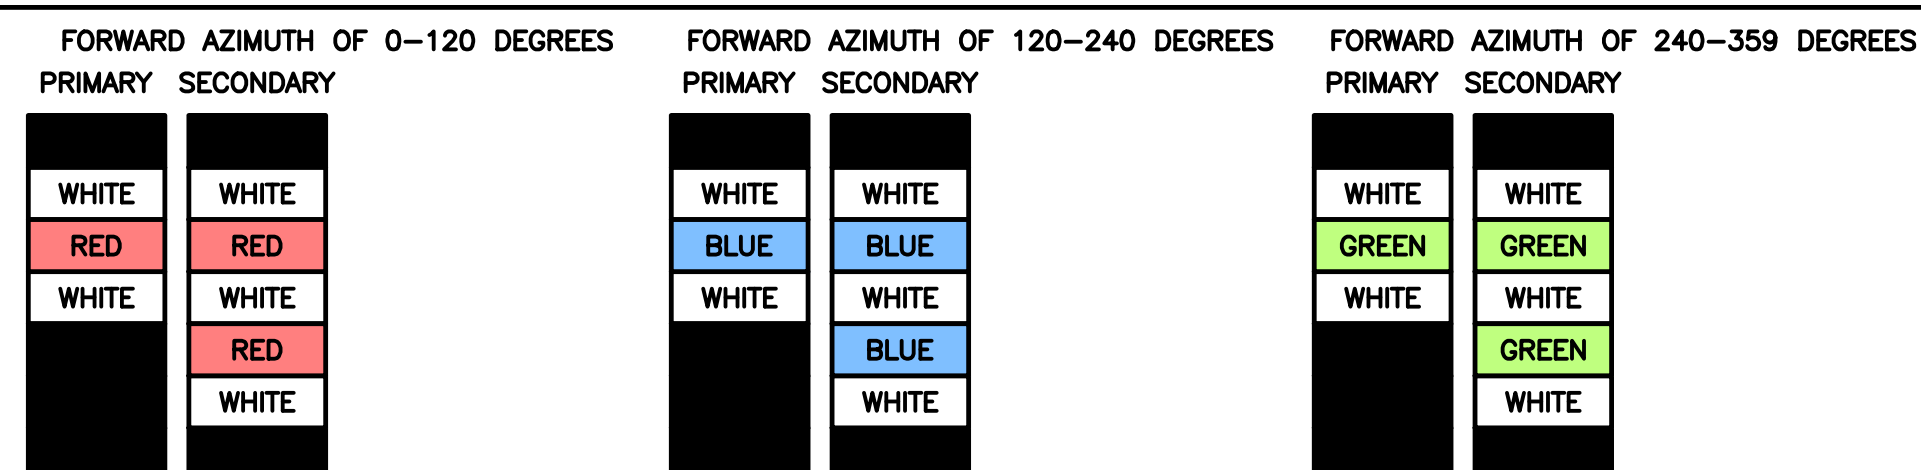 FORWARD AZIMUTH OF 0-120 DEGREES
PRIMARY SECONDARY
WHITE WHITE
RED RED
WHITE WHITE
RED
WHITE
FORWARD AZIMUTH OF 120-240 DEGREES
PRIMARY SECONDARY
WHITE WHITE
BLUE BLUE
WHITE WHITE
BLUE
WHITE
FORWARD AZIMUTH OF 240-359 DEGREES
PRIMARY SECONDARY
WHITE WHITE
GREEN GREEN
WHITE WHITE
GREEN
WHITE